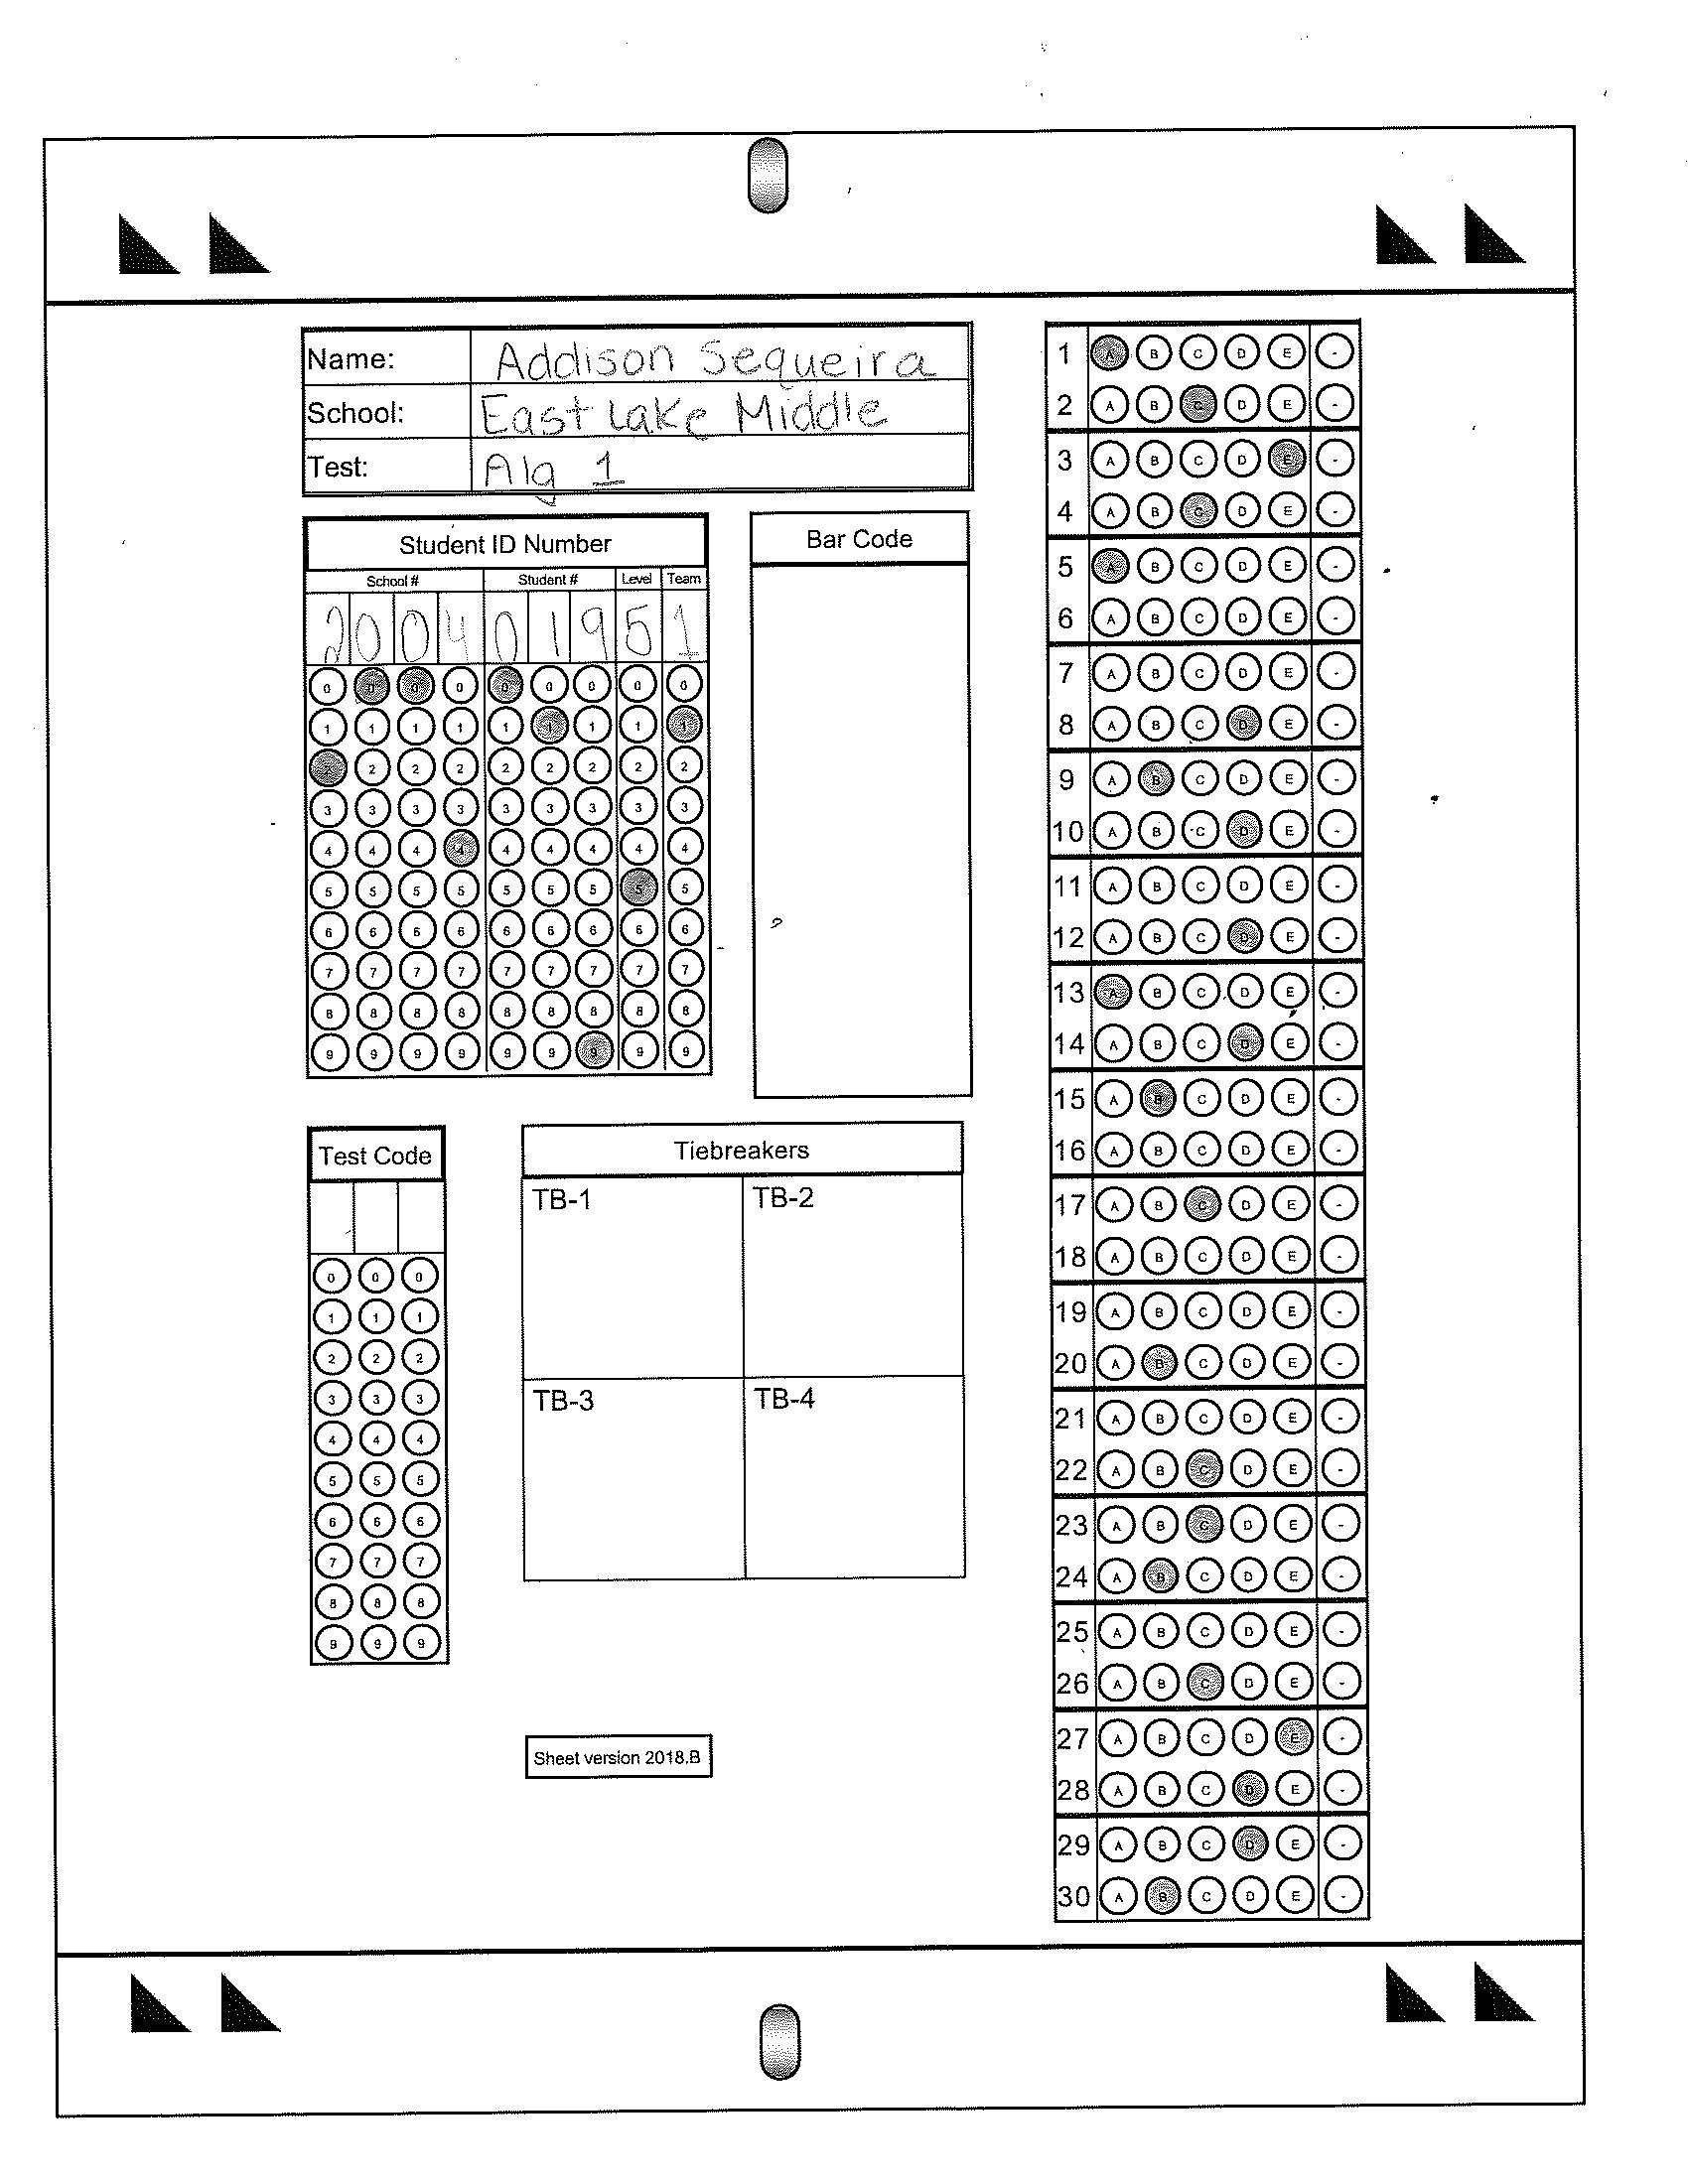 Name: Addison Sequeira
School: East Lake Middle
Test: Alg 1
Student ID Number
School # Student # Level Team
2 0 0 4 0 1 9 5 1
0 0 0 0 0 0 0 0 0
1 1 1 1 1 1 1 1 1
2 2 2 2 2 2 2 2 2
3 3 3 3 3 3 3 3 3
4 4 4 4 4 4 4 4 4
5 5 5 5 5 5 5 5 5
6 6 6 6 6 6 6 6 6
7 7 7 7 7 7 7 7 7
8 8 8 8 8 8 8 8 8
9 9 9 9 9 9 9 9 9
Bar Code
Test Code
0 0 0
1 1 1
2 2 2
3 3 3
4 4 4
5 5 5
6 6 6
7 7 7
8 8 8
9 9 9
Tiebreakers
TB-1 TB-2
TB-3 TB-4
Sheet version 2018.B
1 A B C D E -
2 A B C D E -
3 A B C D E -
4 A B C D E -
5 A B C D E -
6 A B C D E -
7 A B C D E -
8 A B C D E -
9 A B C D E -
10 A B C D E -
11 A B C D E -
12 A B C D E -
13 A B C D E -
14 A B C D E -
15 A B C D E -
16 A B C D E -
17 A B C D E -
18 A B C D E -
19 A B C D E -
20 A B C D E -
21 A B C D E -
22 A B C D E -
23 A B C D E -
24 A B C D E -
25 A B C D E -
26 A B C D E -
27 A B C D E -
28 A B C D E -
29 A B C D E -
30 A B C D E -